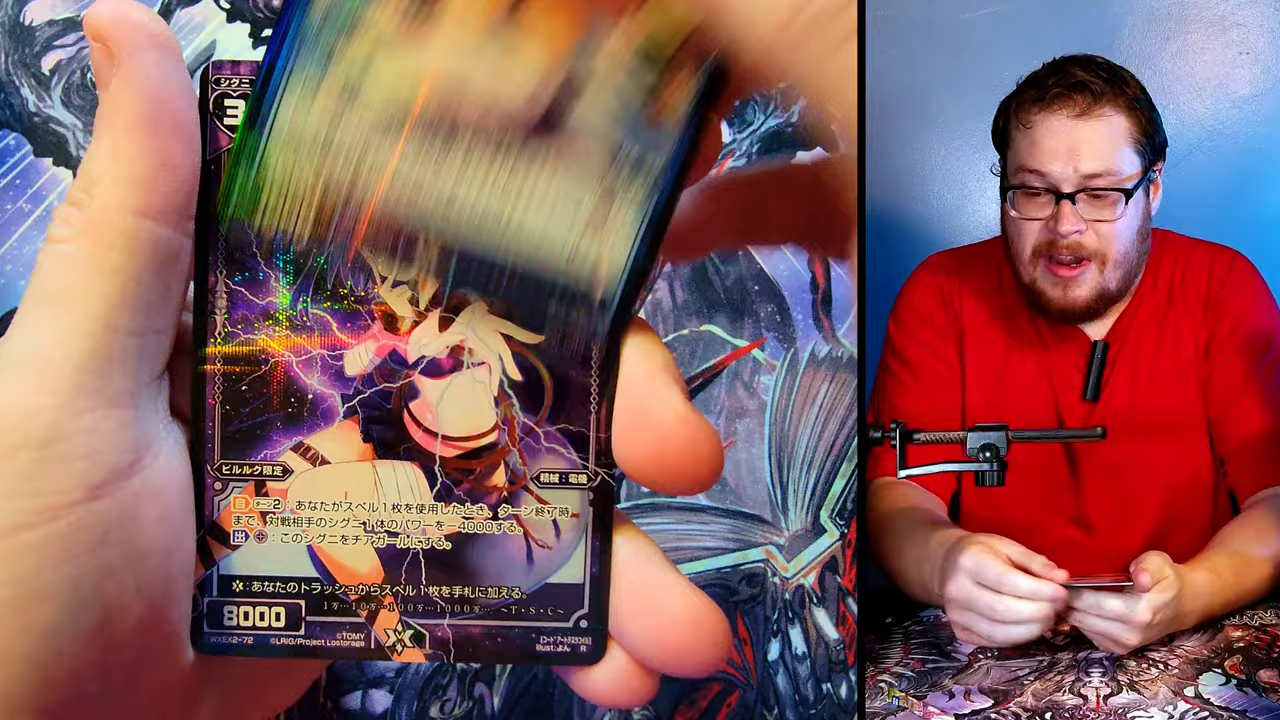 シグニ
3
ピルルク限定
精械：電機
自 ターン2：あなたがスペル1枚を使用したとき、ターン終了時
まで、対戦相手のシグニ1体のパワーを－4000する。
出 ：このシグニをチアガールにする。
：あなたのトラッシュからスペル1枚を手札に加える。
1万…10万…100万…1000万… ～T・S・C～
8000
WXEX2-72
©TOMY
©LRIG/Project Lostorage
Illust:よん R